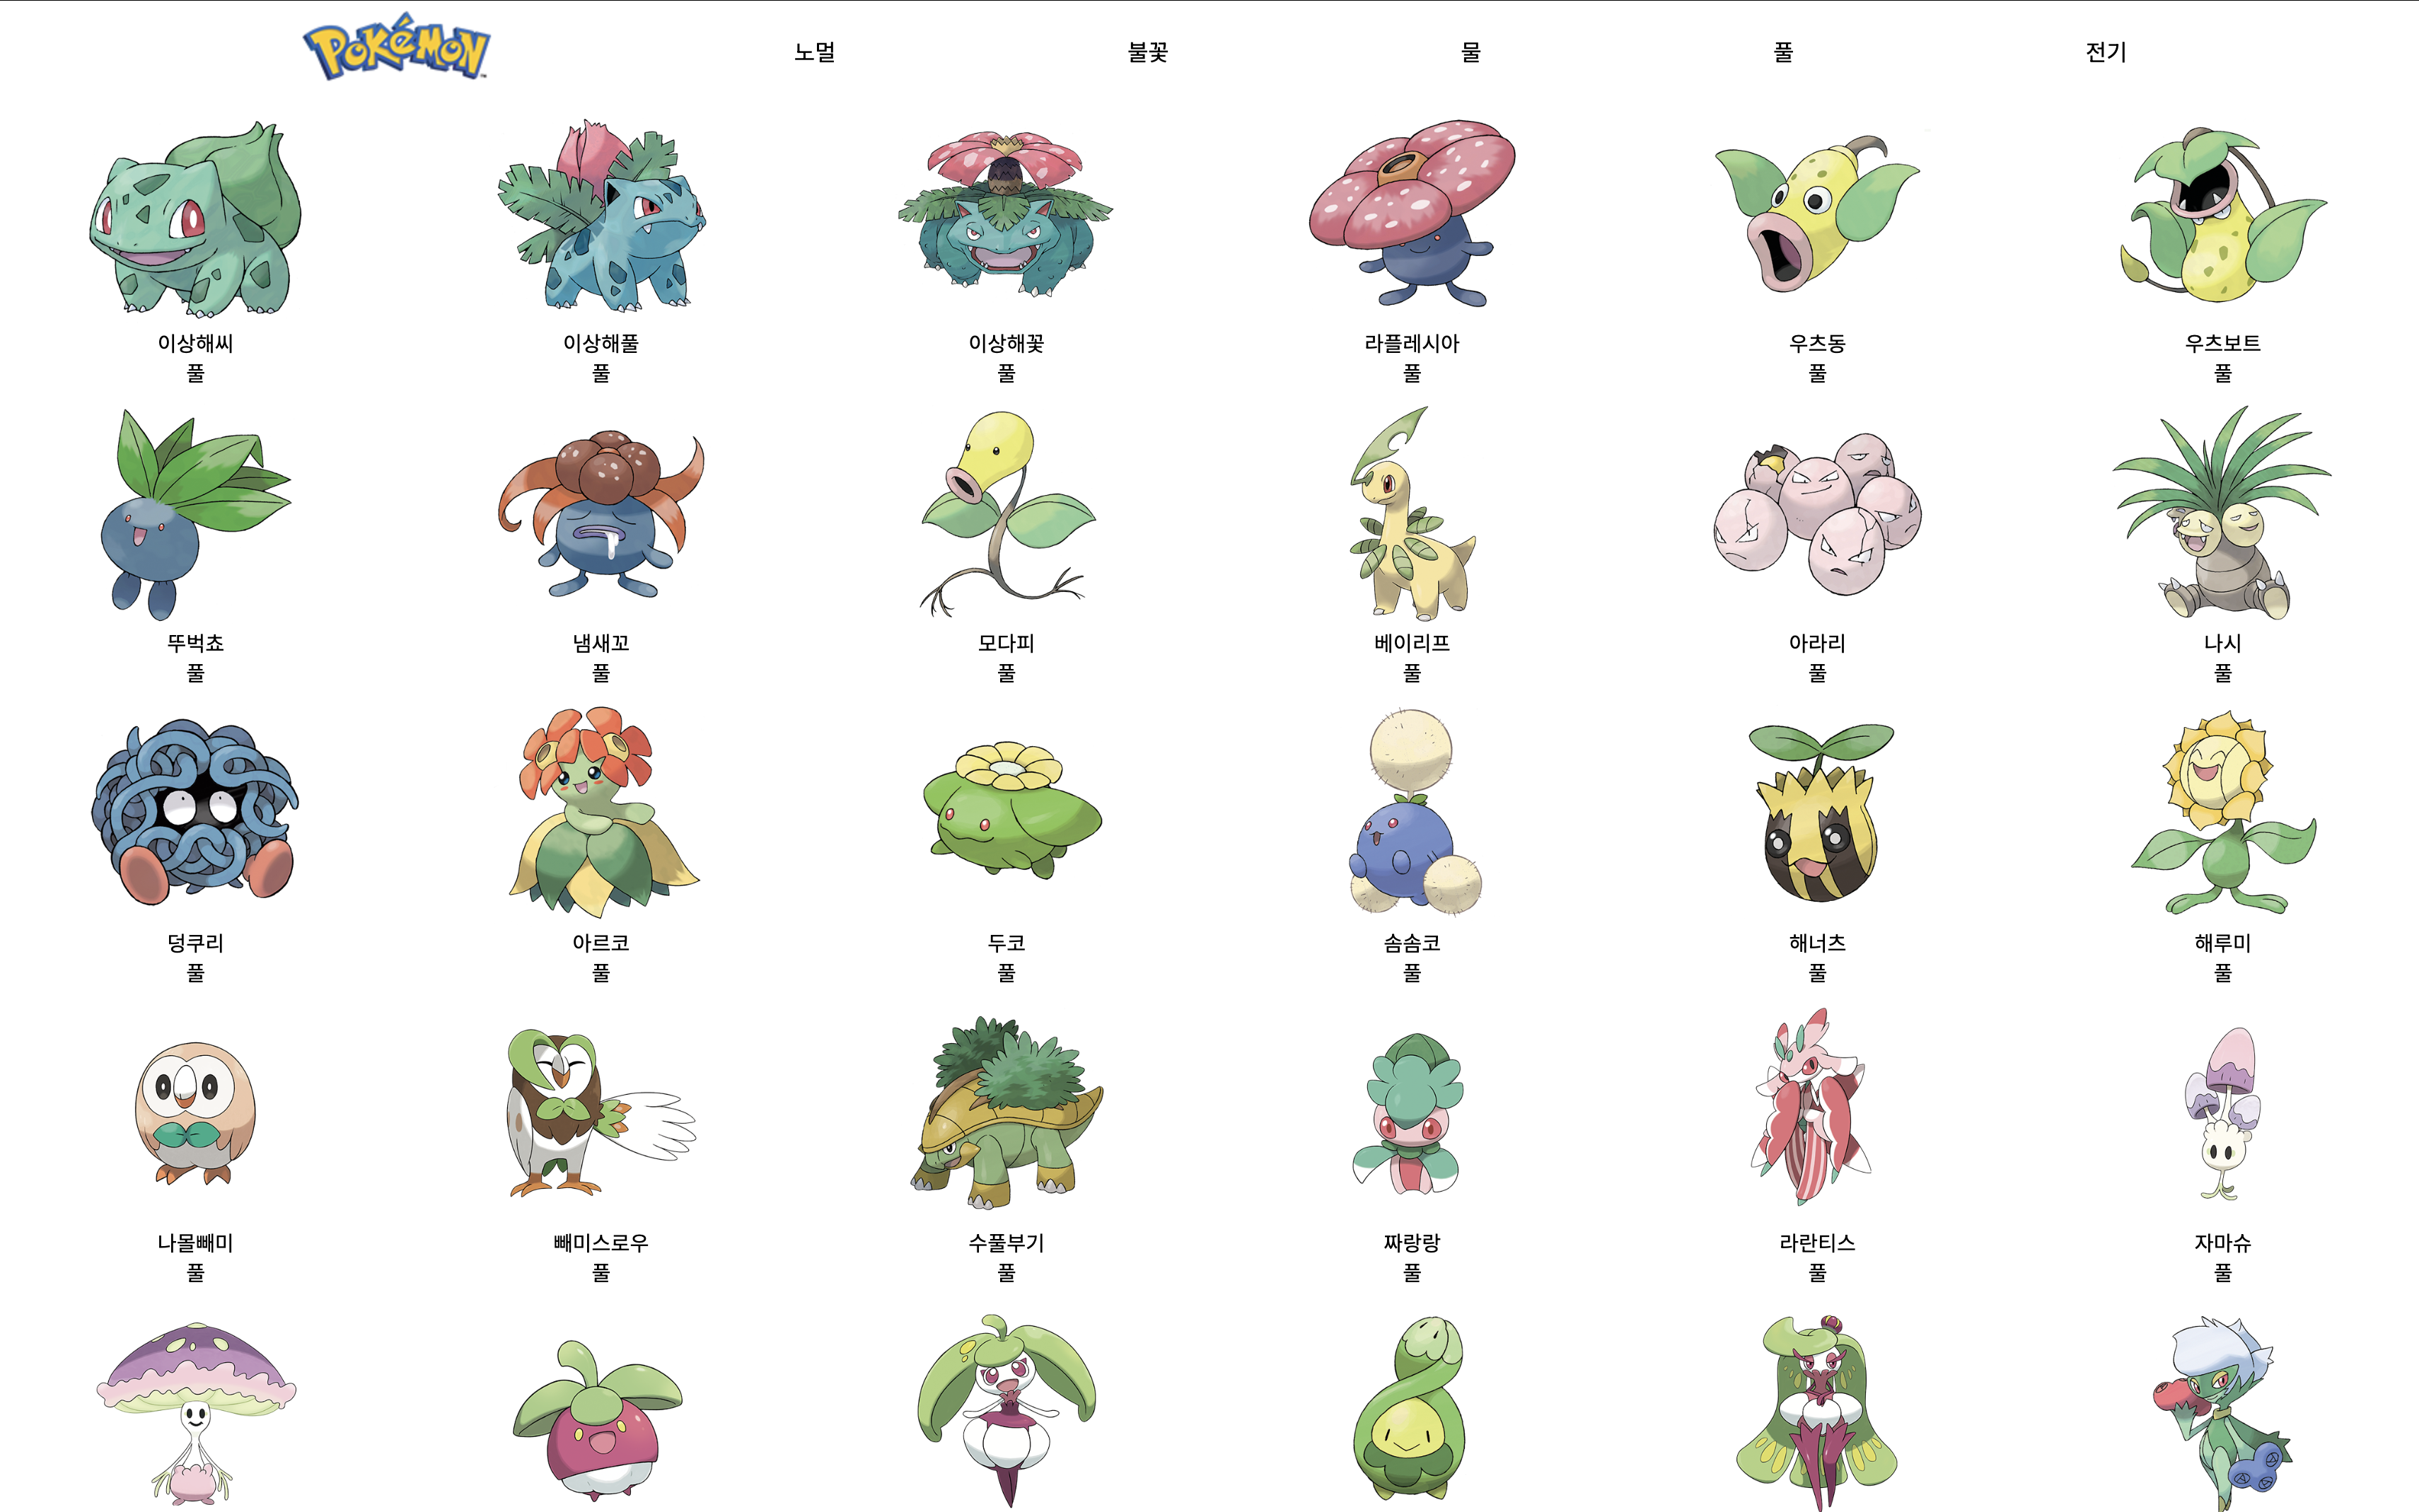 POKéMON™
노멀 불꽃 물 풀 전기
이상해씨 이상해풀 이상해꽃 라플레시아 우츠동 우츠보트
풀 풀 풀 풀 풀 풀
뚜벅쵸 냄새꼬 모다피 베이리프 아라리 나시
풀 풀 풀 풀 풀 풀
덩쿠리 아르코 두코 솜솜코 해너츠 해루미
풀 풀 풀 풀 풀 풀
나몰빼미 빼미스로우 수풀부기 짜랑랑 라란티스 자마슈
풀 풀 풀 풀 풀 풀